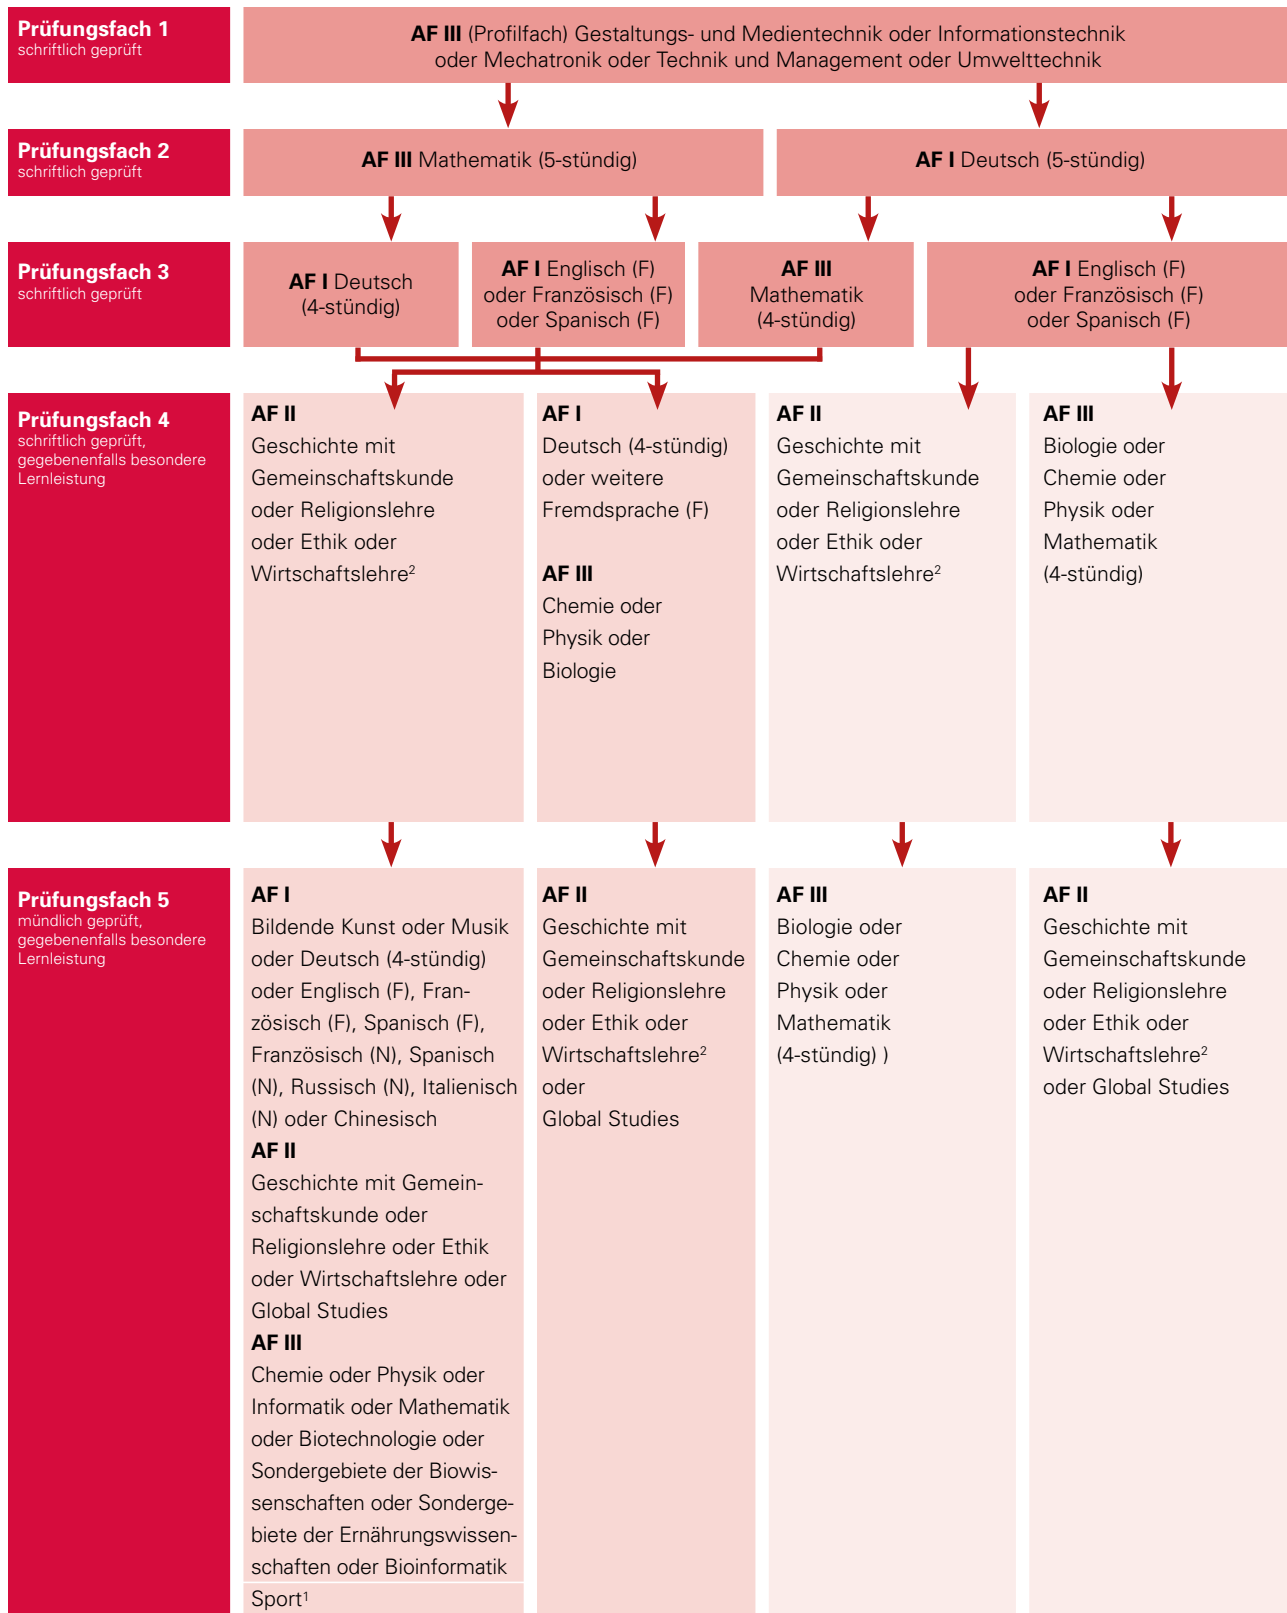 Prüfungsfach 1
schriftlich geprüft
AF III (Profilfach) Gestaltungs- und Medientechnik oder Informationstechnik
oder Mechatronik oder Technik und Management oder Umwelttechnik
Prüfungsfach 2
schriftlich geprüft
AF III Mathematik (5-stündig)
AF I Deutsch (5-stündig)
Prüfungsfach 3
schriftlich geprüft
AF I Deutsch
(4-stündig)
AF I Englisch (F)
oder Französisch (F)
oder Spanisch (F)
AF III
Mathematik
(4-stündig)
AF I Englisch (F)
oder Französisch (F)
oder Spanisch (F)
Prüfungsfach 4
schriftlich geprüft,
gegebenenfalls besondere
Lernleistung
AF II
Geschichte mit
Gemeinschaftskunde
oder Religionslehre
oder Ethik oder
Wirtschaftslehre²
AF I
Deutsch (4-stündig)
oder weitere
Fremdsprache (F)
AF III
Chemie oder
Physik oder
Biologie
AF II
Geschichte mit
Gemeinschaftskunde
oder Religionslehre
oder Ethik oder
Wirtschaftslehre²
AF III
Biologie oder
Chemie oder
Physik oder
Mathematik
(4-stündig)
Prüfungsfach 5
mündlich geprüft,
gegebenenfalls besondere
Lernleistung
AF I
Bildende Kunst oder Musik
oder Deutsch (4-stündig)
oder Englisch (F), Fran-
zösisch (F), Spanisch (F),
Französisch (N), Spanisch
(N), Russisch (N), Italienisch
(N) oder Chinesisch
AF II
Geschichte mit Gemein-
schaftskunde oder
Religionslehre oder Ethik
oder Wirtschaftslehre oder
Global Studies
AF III
Chemie oder Physik oder
Informatik oder Mathematik
oder Biotechnologie oder
Sondergebiete der Biowis-
senschaften oder Sonderge-
biete der Ernährungswissen-
schaften oder Bioinformatik
Sport¹
AF II
Geschichte mit
Gemeinschaftskunde
oder Religionslehre
oder Ethik oder
Wirtschaftslehre²
oder
Global Studies
AF III
Biologie oder
Chemie oder
Physik oder
Mathematik
(4-stündig) )
AF II
Geschichte mit
Gemeinschaftskunde
oder Religionslehre
oder Ethik oder
Wirtschaftslehre²
oder Global Studies